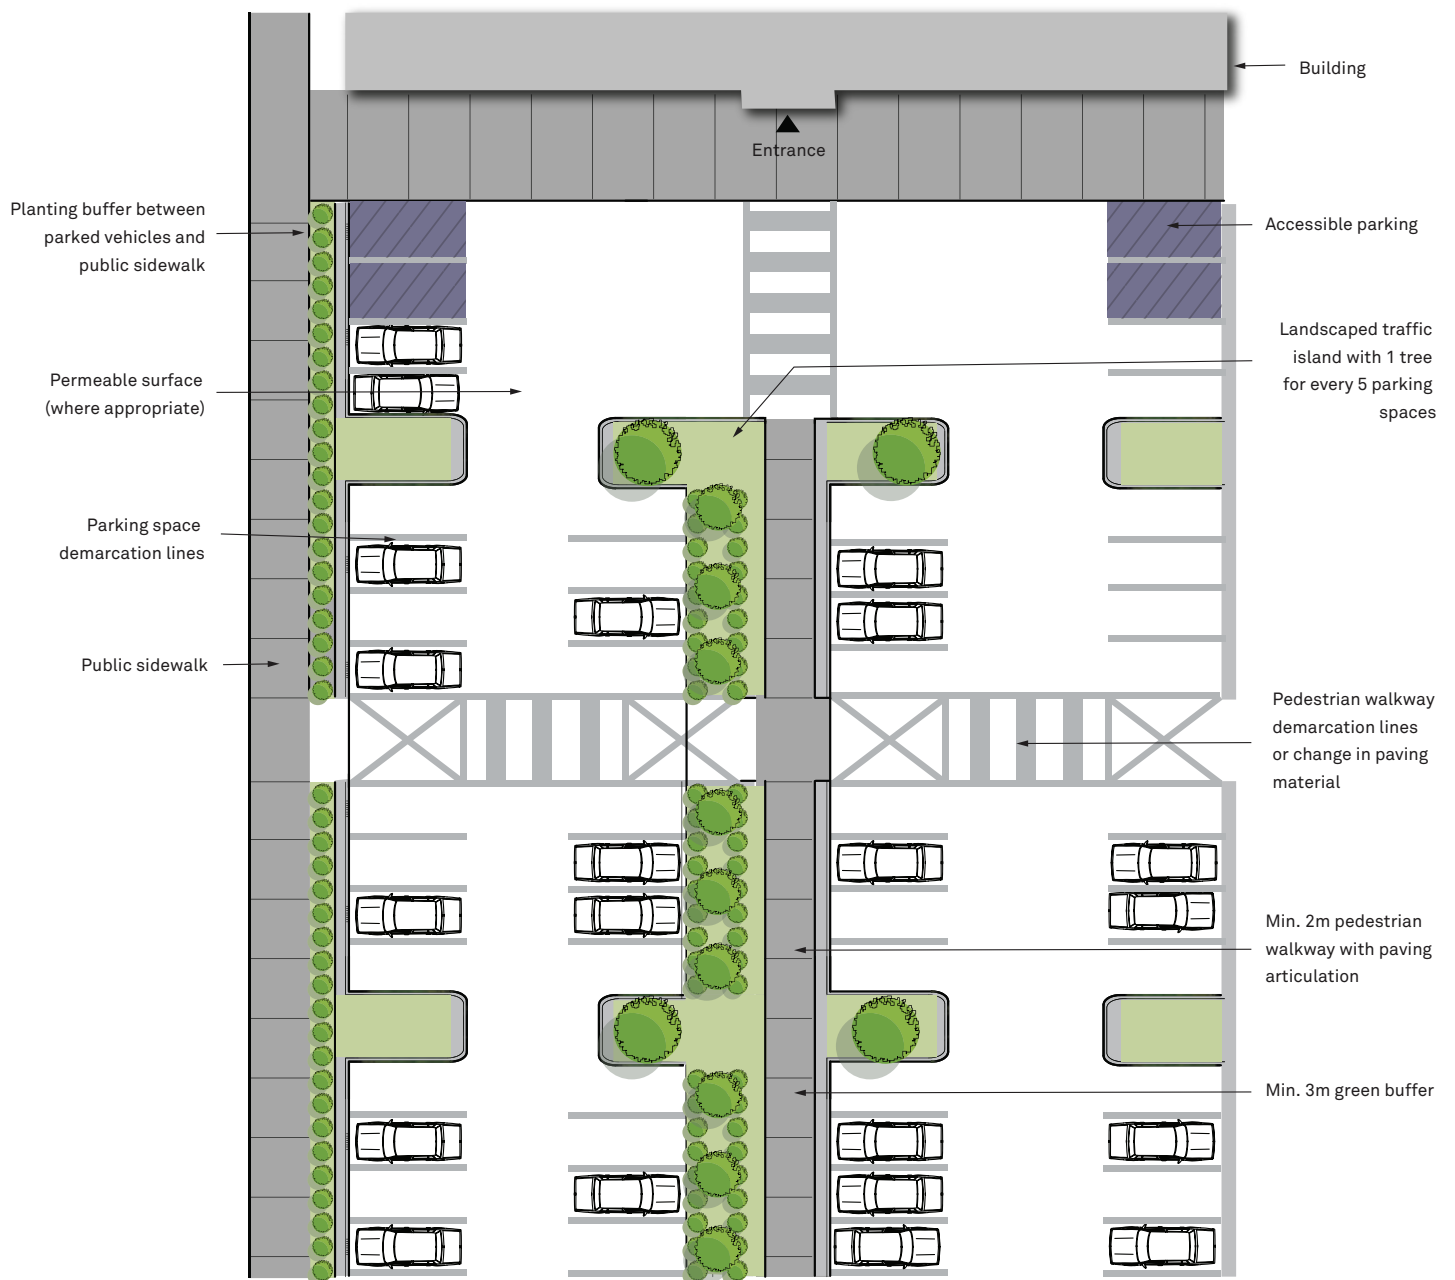 Building
Entrance
Planting buffer between
parked vehicles and
public sidewalk
Accessible parking
Landscaped traffic
island with 1 tree
for every 5 parking
spaces
Permeable surface
(where appropriate)
Parking space
demarcation lines
Public sidewalk
Pedestrian walkway
demarcation lines
or change in paving
material
Min. 2m pedestrian
walkway with paving
articulation
Min. 3m green buffer